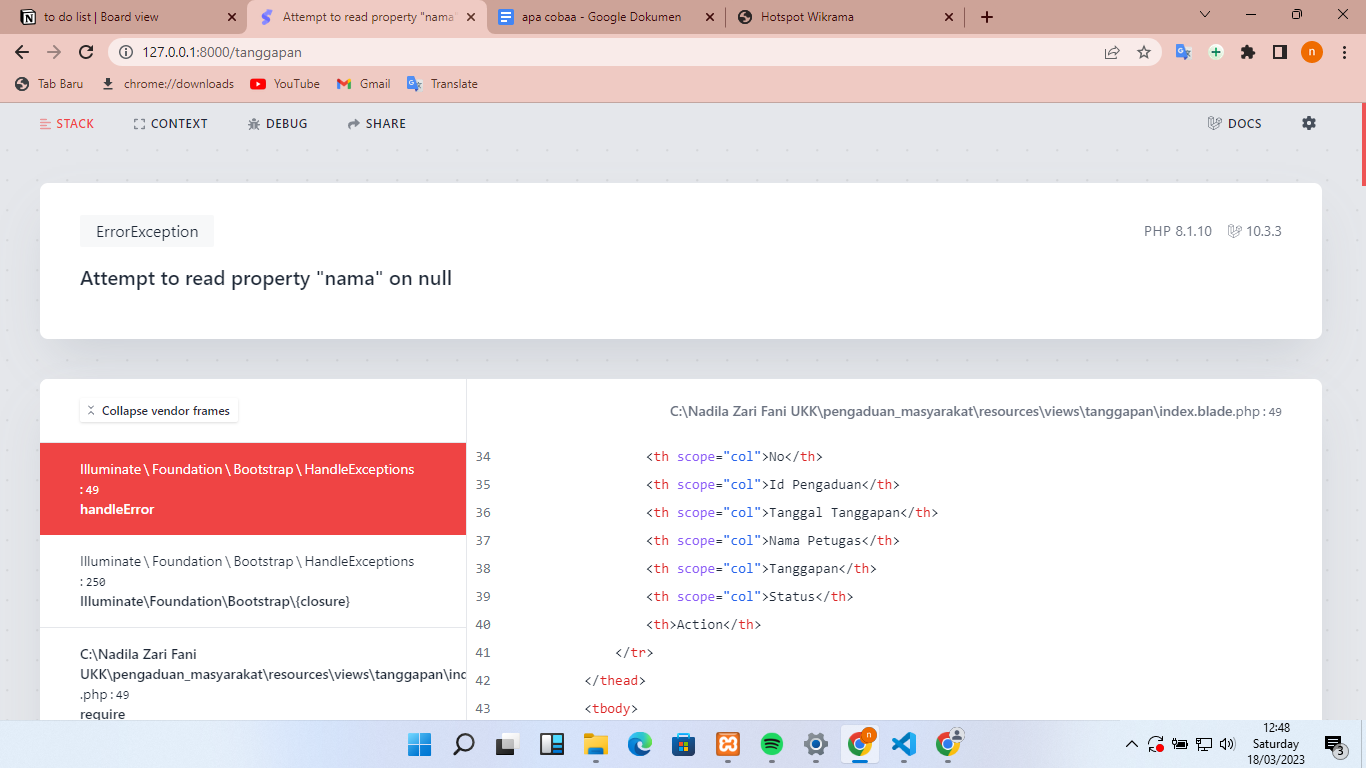 to do list | Board view
Attempt to read property "nama"
apa cobaa - Google Dokumen
Hotspot Wikrama
127.0.0.1:8000/tanggapan
n
Tab Baru
chrome://downloads
YouTube
Gmail
Translate
STACK
CONTEXT
DEBUG
SHARE
DOCS
ErrorException
PHP 8.1.10
10.3.3
Attempt to read property "nama" on null
Collapse vendor frames
C:\Nadila Zari Fani UKK\pengaduan_masyarakat\resources\views\tanggapan\index.blade.php : 49
Illuminate \ Foundation \ Bootstrap \ HandleExceptions
: 49
handleError
Illuminate \ Foundation \ Bootstrap \ HandleExceptions
: 250
Illuminate\Foundation\Bootstrap\{closure}
C:\Nadila Zari Fani
UKK\pengaduan_masyarakat\resources\views\tanggapan\ind
.php : 49
require
34 <th scope="col">No</th>
35 <th scope="col">Id Pengaduan</th>
36 <th scope="col">Tanggal Tanggapan</th>
37 <th scope="col">Nama Petugas</th>
38 <th scope="col">Tanggapan</th>
39 <th scope="col">Status</th>
40 <th>Action</th>
41 </tr>
42 </thead>
43 <tbody>
n
12:48
Saturday
18/03/2023
3